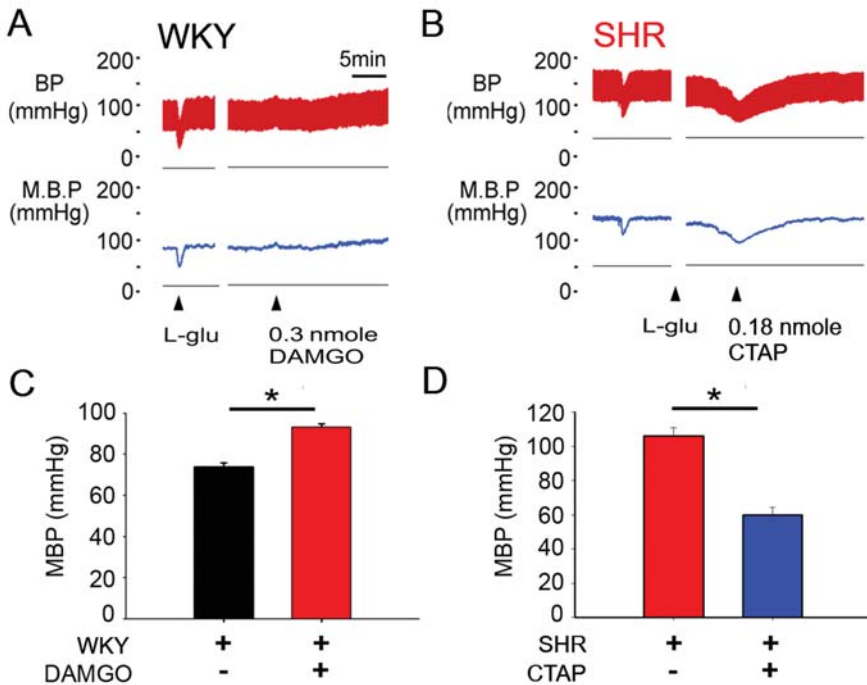 A
WKY
5min
BP
(mmHg)
200
100
0
M.B.P
(mmHg)
200
100
0
L-glu
0.3 nmole
DAMGO
B
SHR
BP
(mmHg)
200
100
0
M.B.P
(mmHg)
200
100
0
L-glu
0.18 nmole
CTAP
C
*
MBP (mmHg)
100
80
60
40
20
0
WKY + +
DAMGO - +
D
*
MBP (mmHg)
120
100
80
60
40
20
0
SHR + +
CTAP - +